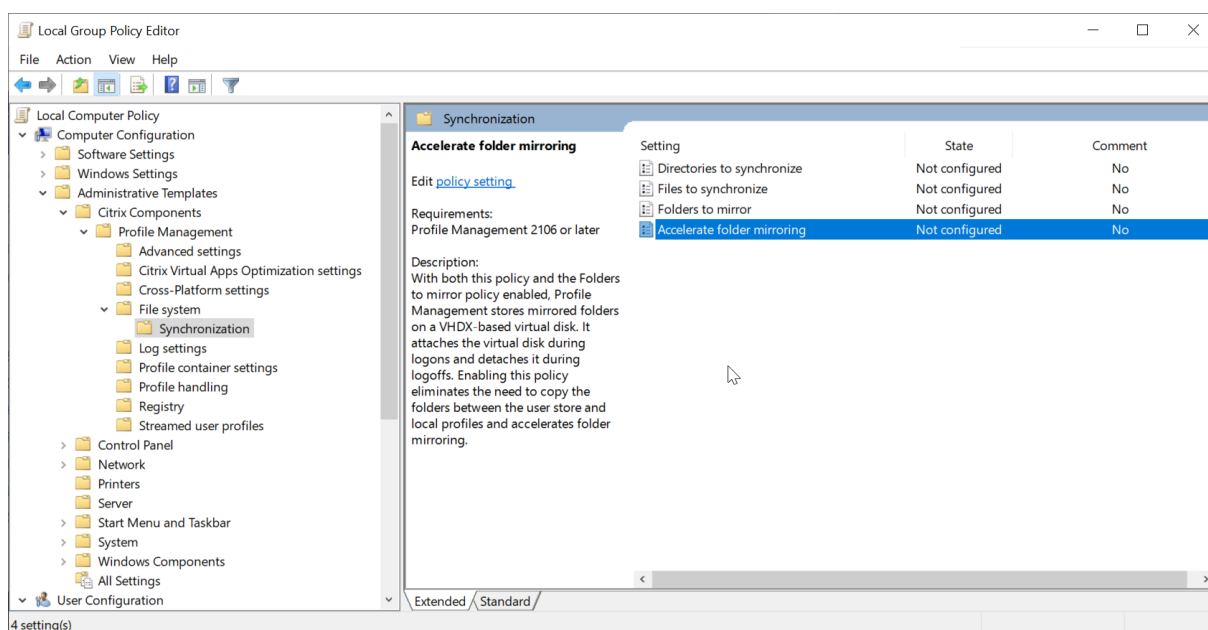 Local Group Policy Editor
File Action View Help
Local Computer Policy
Computer Configuration
Software Settings
Windows Settings
Administrative Templates
Citrix Components
Profile Management
Advanced settings
Citrix Virtual Apps Optimization settings
Cross-Platform settings
File system
Synchronization
Log settings
Profile container settings
Profile handling
Registry
Streamed user profiles
Control Panel
Network
Printers
Server
Start Menu and Taskbar
System
Windows Components
All Settings
User Configuration
Synchronization
Accelerate folder mirroring
Edit policy setting
Requirements:
Profile Management 2106 or later
Description:
With both this policy and the Folders
to mirror policy enabled, Profile
Management stores mirrored folders
on a VHDX-based virtual disk. It
attaches the virtual disk during
logons and detaches it during
logoffs. Enabling this policy
eliminates the need to copy the
folders between the user store and
local profiles and accelerates folder
mirroring.
Setting State Comment
Directories to synchronize Not configured No
Files to synchronize Not configured No
Folders to mirror Not configured No
Accelerate folder mirroring Not configured No
Extended Standard
4 setting(s)